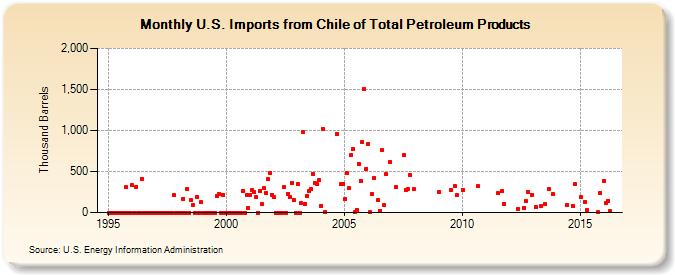 Monthly U.S. Imports from Chile of Total Petroleum Products
Thousand Barrels
2,000
1,500
1,000
500
0
1995 2000 2005 2010 2015
Source: U.S. Energy Information Administration